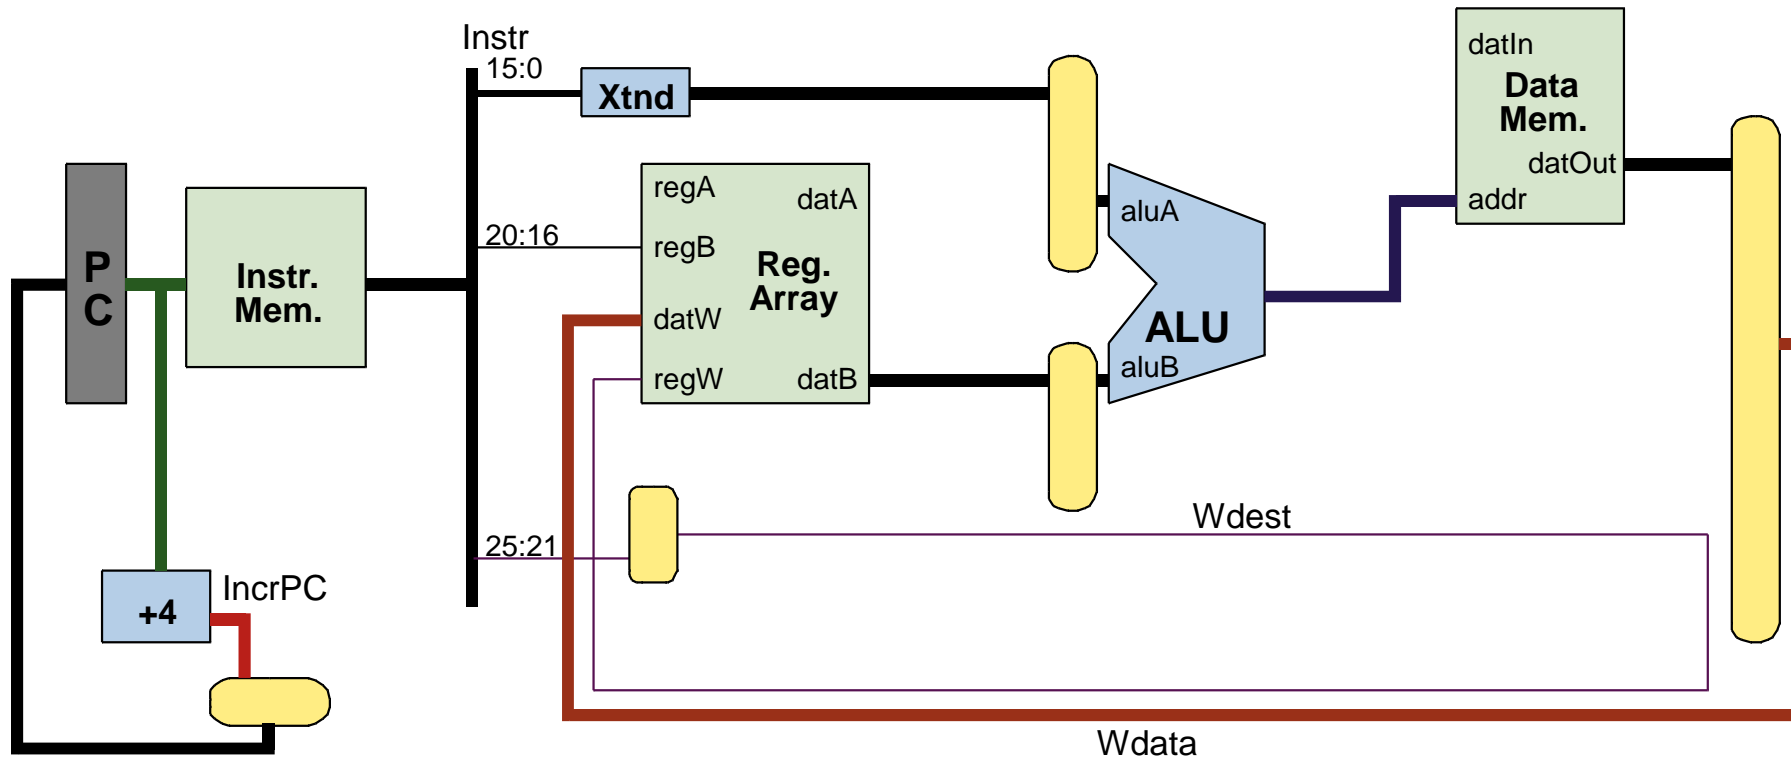 Instr
15:0
Xtnd
datIn
Data
Mem.
datOut
addr
regA
datA
aluA
20:16
regB
P
C
Instr.
Mem.
Reg.
Array
datW
ALU
regW
datB
aluB
Wdest
25:21
IncrPC
+4
Wdata